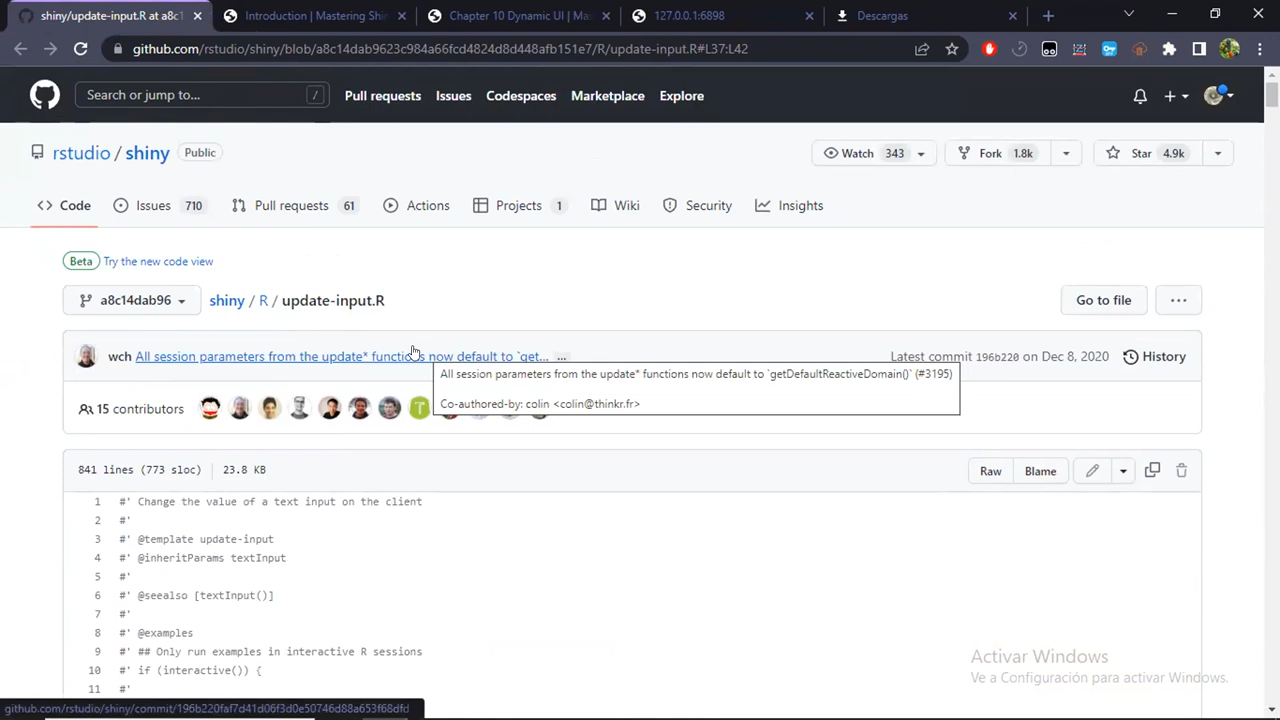 shiny/update-input.R at a8c1
Introduction | Mastering Shi
Chapter 10 Dynamic UI | Mas
127.0.0.1:6898
Descargas
github.com/rstudio/shiny/blob/a8c14dab9623c984a66fcd4824d8d448afb151e7/R/update-input.R#L37:L42
Search or jump to... /
Pull requests Issues Codespaces Marketplace Explore
rstudio / shiny Public
Watch 343 Fork 1.8k Star 4.9k
Code Issues 710 Pull requests 61 Actions Projects 1 Wiki Security Insights
Beta Try the new code view
a8c14dab96 shiny / R / update-input.R Go to file ...
wch All session parameters from the update* functions now default to `get... ... Latest commit 196b220 on Dec 8, 2020 History
All session parameters from the update* functions now default to `getDefaultReactiveDomain()` (#3195)
Co-authored-by: colin <colin@thinkr.fr>
15 contributors
T
841 lines (773 sloc) 23.8 KB Raw Blame
1 #' Change the value of a text input on the client
2 #'
3 #' @template update-input
4 #' @inheritParams textInput
5 #'
6 #' @seealso [textInput()]
7 #'
8 #' @examples
9 #' ## Only run examples in interactive R sessions
10 #' if (interactive()) {
11 #'
Activar Windows
Ve a Configuración para activar Windows.
github.com/rstudio/shiny/commit/196b220faf7d41d06f3d0e50746d88a653f68dfd